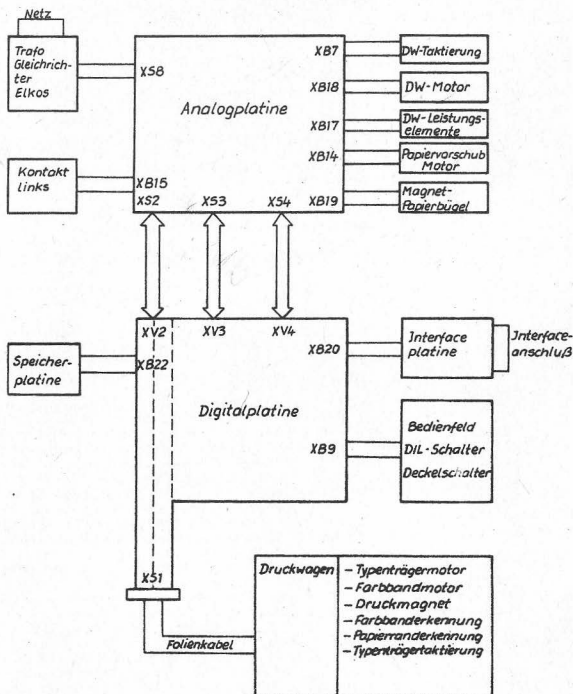 Netz
Trafo
Gleichrich-
ter
Elkos
XS8
Kontakt
links
XB15
XS2
Analogplatine
XS3
XS4
XB7
XB18
XB17
XB14
XB19
DW-Taktierung
DW-Motor
DW-Leistungs-
elemente
Papiervorschub
Motor
Magnet-
Papierbügel
XV2
XV3
XV4
XB22
Speicher-
platine
Digitalplatine
XB20
Interface
platine
Interface-
anschluß
XB9
Bedienfeld
DIL-Schalter
Deckelschalter
XS1
Folienkabel
Druckwagen
– Typenträgermotor
– Farbbandmotor
– Druckmagnet
– Farbbanderkennung
– Papierranderkennung
– Typenträgertaktierung